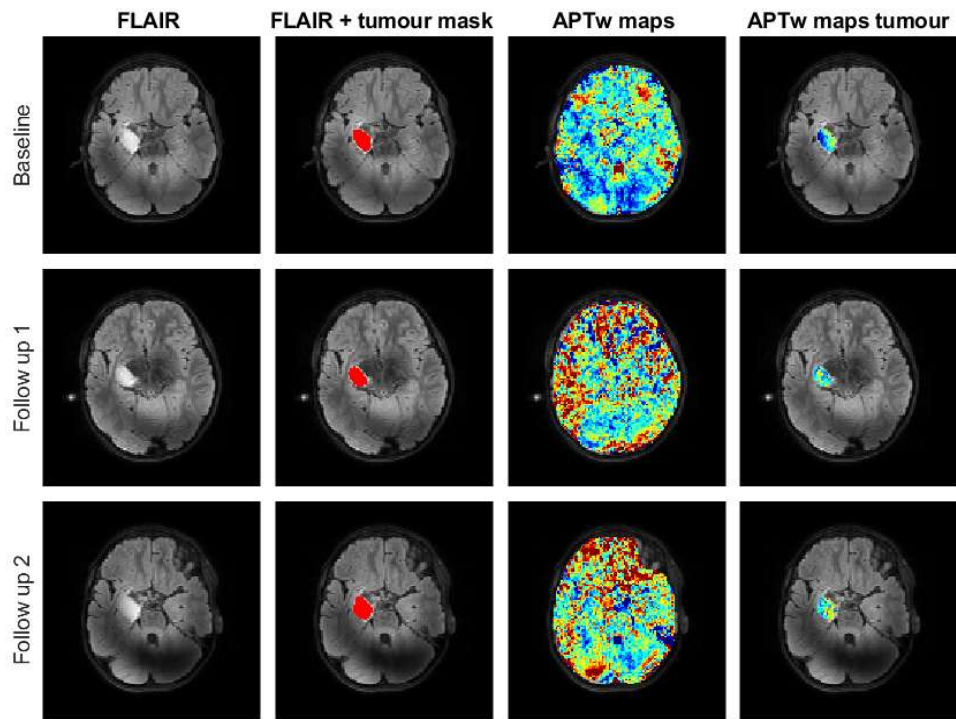 FLAIR
FLAIR + tumour mask
APTw maps
APTw maps tumour
Baseline
Follow up 1
Follow up 2